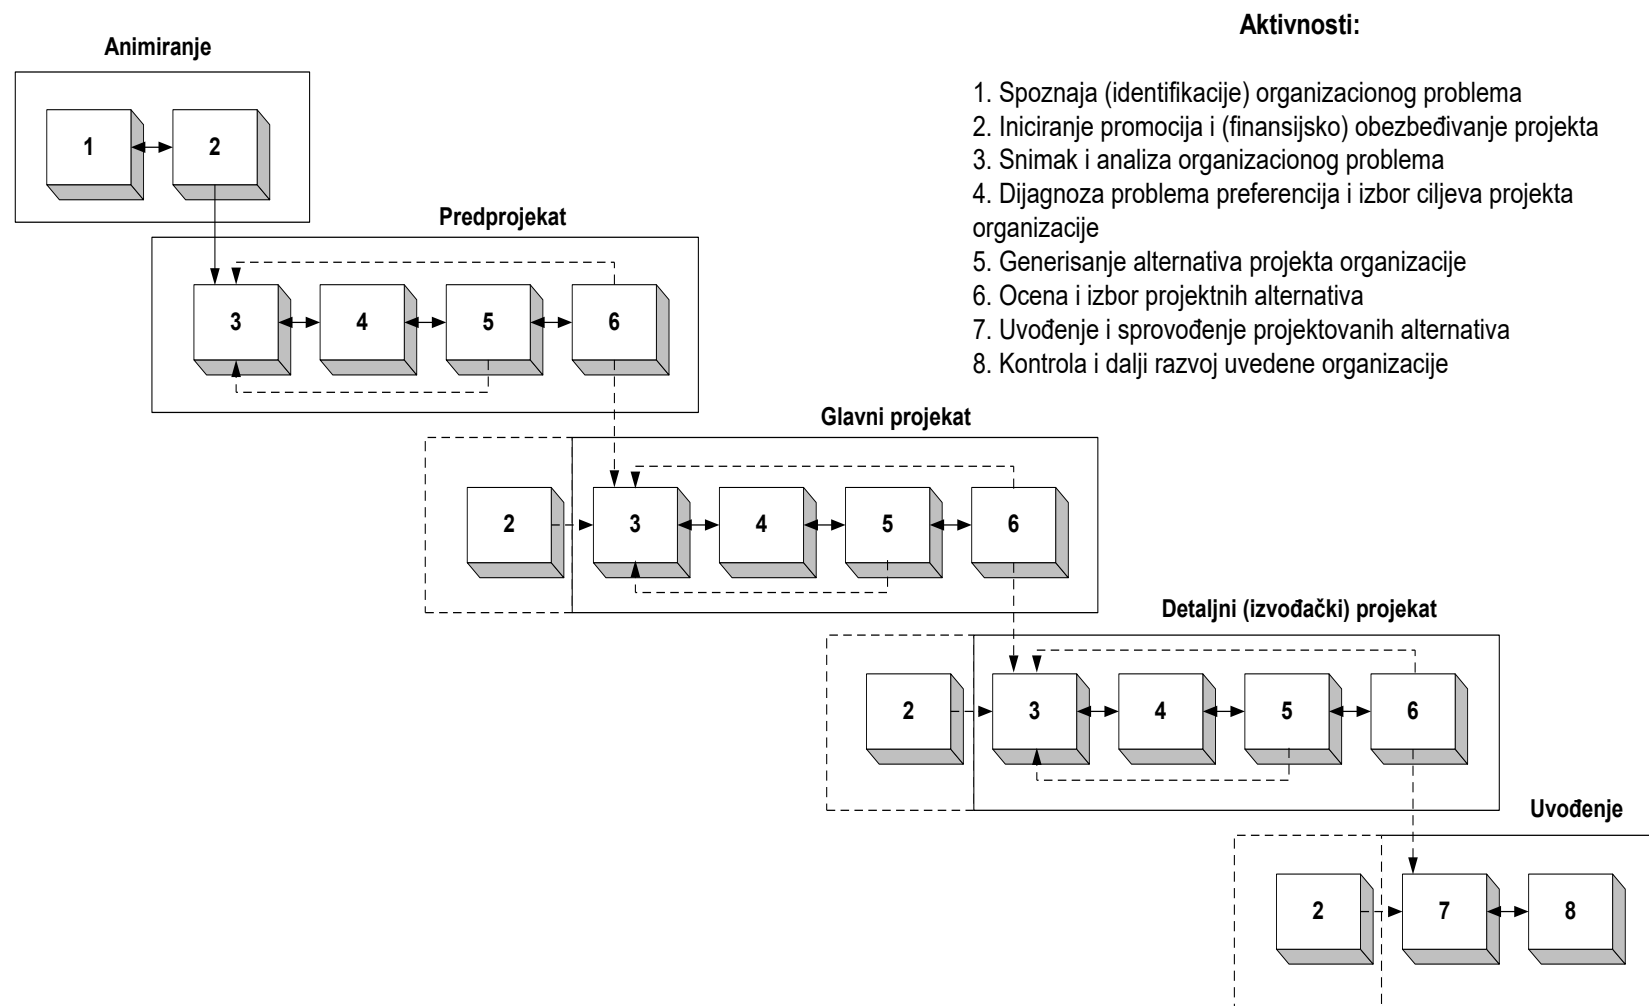 Aktivnosti:
Animiranje
1. Spoznaja (identifikacije) organizacionog problema
2. Iniciranje promocija i (finansijsko) obezbeđivanje projekta
3. Snimak i analiza organizacionog problema
4. Dijagnoza problema preferencija i izbor ciljeva projekta
organizacije
5. Generisanje alternativa projekta organizacije
6. Ocena i izbor projektnih alternativa
7. Uvođenje i sprovođenje projektovanih alternativa
8. Kontrola i dalji razvoj uvedene organizacije
1 2
Predprojekat
3 4 5 6
Glavni projekat
2 3 4 5 6
Detaljni (izvođački) projekat
2 3 4 5 6
Uvođenje
2 7 8